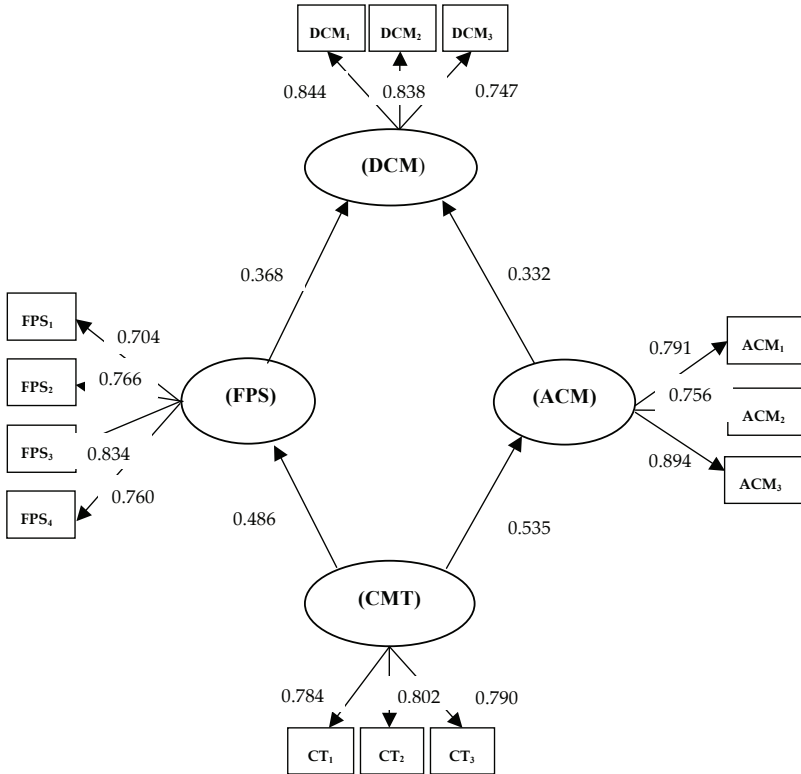 DCM₁ DCM₂ DCM₃
0.844 0.838 0.747
(DCM)
0.368 0.332
FPS₁ 0.704
FPS₂ 0.766
FPS₃ 0.834
FPS₄ 0.760
(FPS)
(ACM)
0.791 ACM₁
0.756 ACM₂
0.894 ACM₃
0.486 0.535
(CMT)
0.784 0.802 0.790
CT₁ CT₂ CT₃